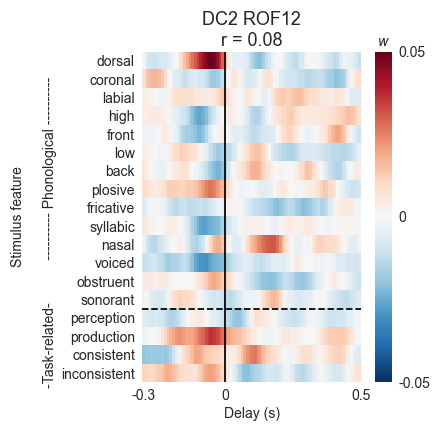 DC2 ROF12
r = 0.08
w
dorsal
coronal
labial
high
front
low
back
plosive
fricative
syllabic
nasal
voiced
obstruent
sonorant
perception
production
consistent
inconsistent
Stimulus feature
-Task-related- ---------- Phonological ----------
0.05
0
-0.05
-0.3 0 0.5
Delay (s)